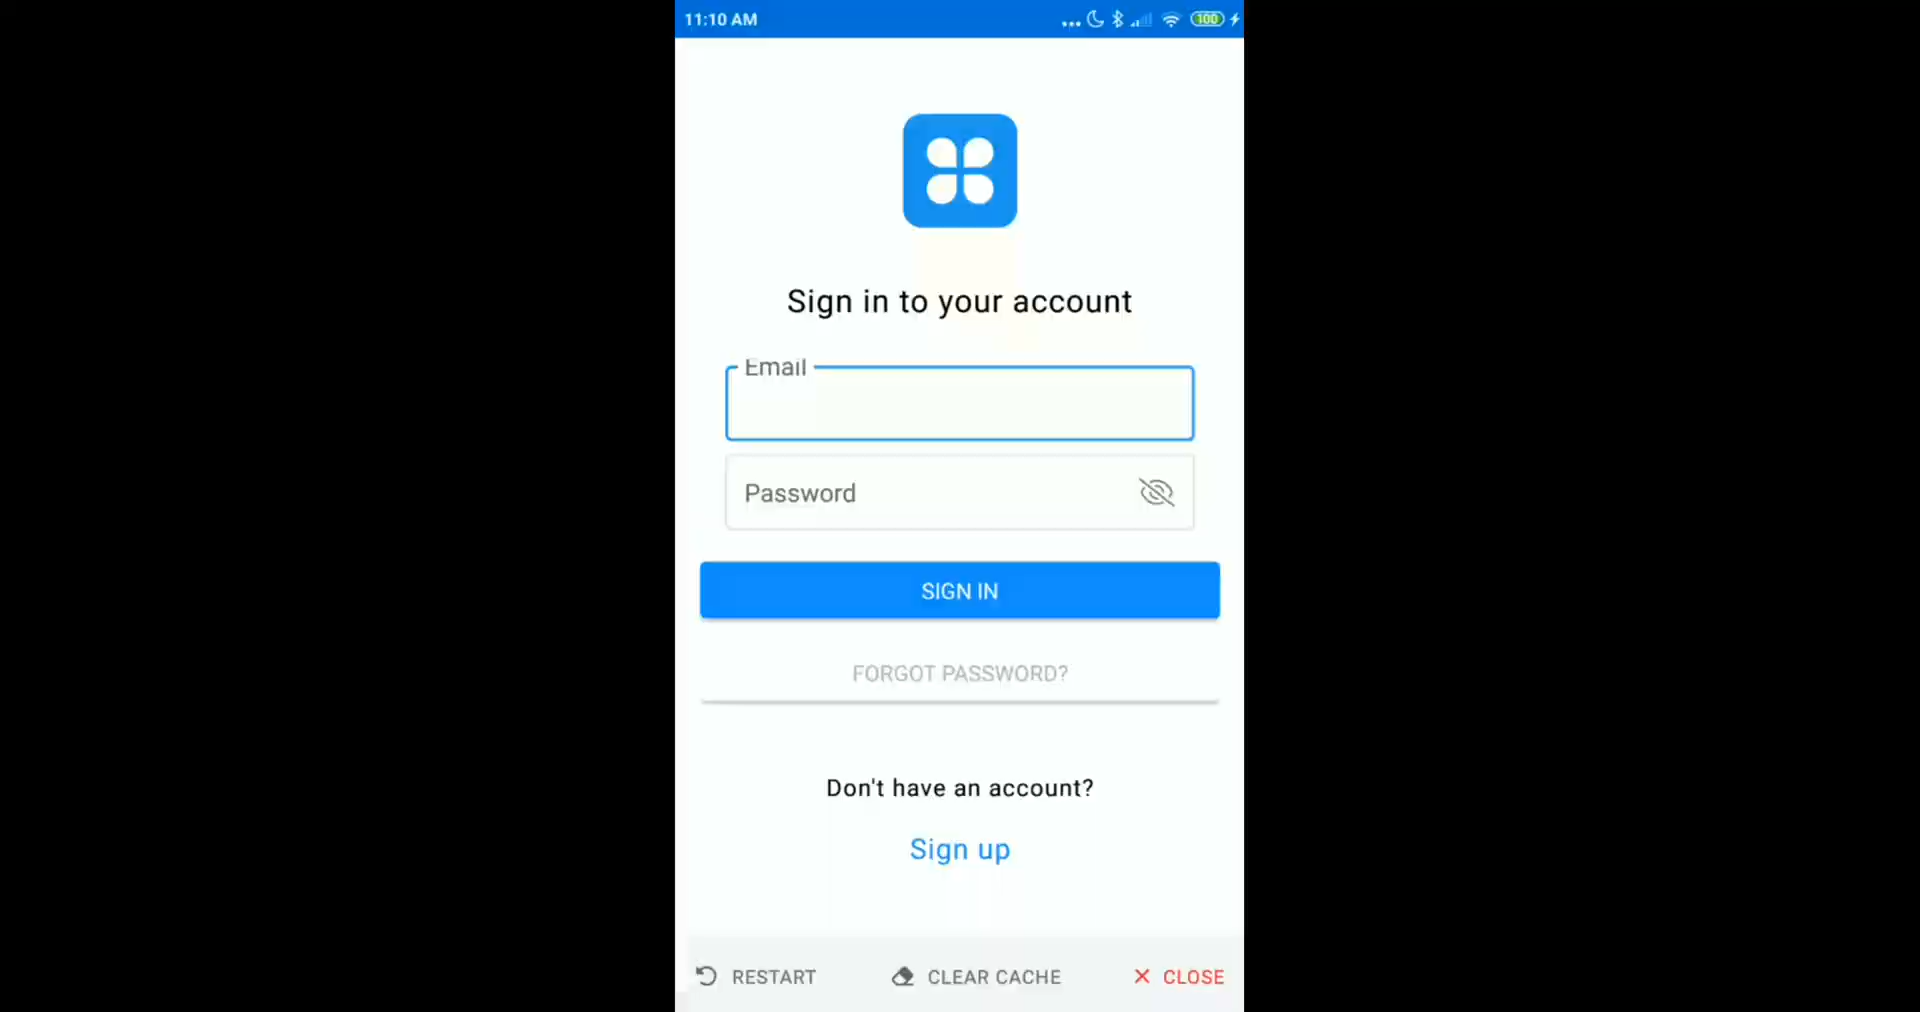 11:10 AM
100
Sign in to your account
Email
Password
SIGN IN
FORGOT PASSWORD?
Don't have an account?
Sign up
RESTART
CLEAR CACHE
CLOSE